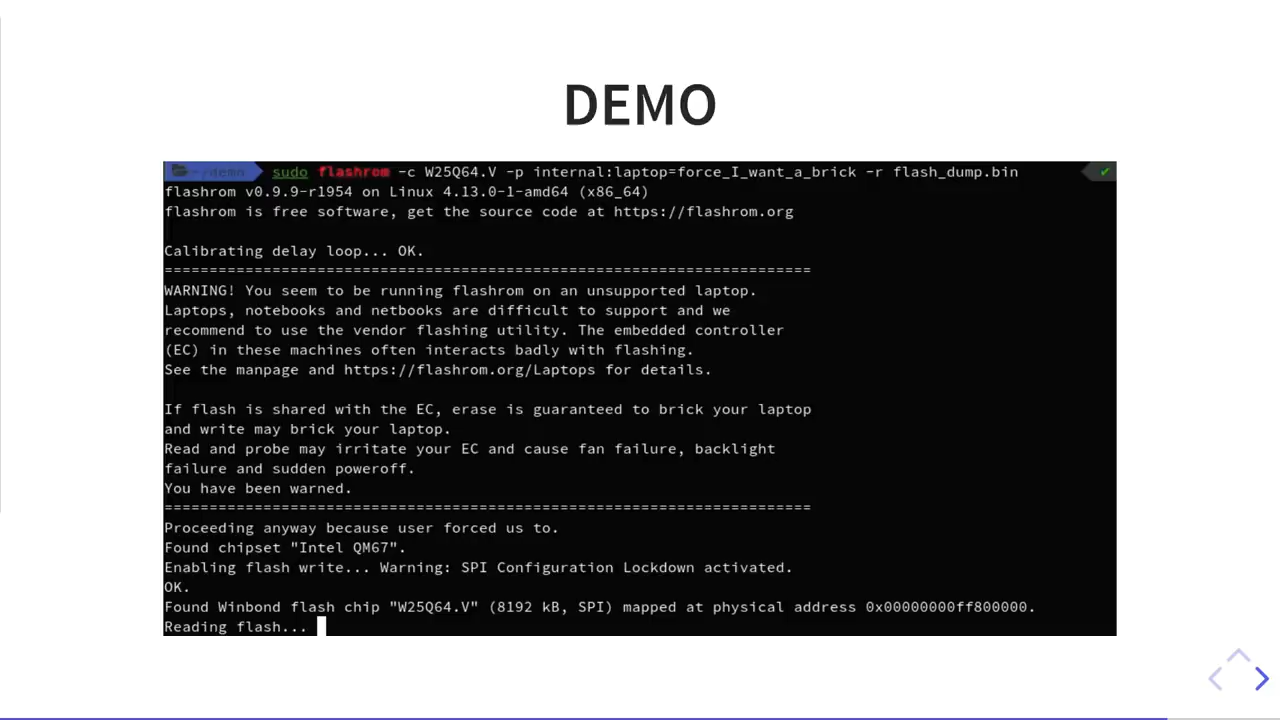 DEMO
~/demo sudo flashrom -c W25Q64.V -p internal:laptop=force_I_want_a_brick -r flash_dump.bin ✔
flashrom v0.9.9-r1954 on Linux 4.13.0-1-amd64 (x86_64)
flashrom is free software, get the source code at https://flashrom.org
Calibrating delay loop... OK.
========================================================================
WARNING! You seem to be running flashrom on an unsupported laptop.
Laptops, notebooks and netbooks are difficult to support and we
recommend to use the vendor flashing utility. The embedded controller
(EC) in these machines often interacts badly with flashing.
See the manpage and https://flashrom.org/Laptops for details.
If flash is shared with the EC, erase is guaranteed to brick your laptop
and write may brick your laptop.
Read and probe may irritate your EC and cause fan failure, backlight
failure and sudden poweroff.
You have been warned.
========================================================================
Proceeding anyway because user forced us to.
Found chipset "Intel QM67".
Enabling flash write... Warning: SPI Configuration Lockdown activated.
OK.
Found Winbond flash chip "W25Q64.V" (8192 kB, SPI) mapped at physical address 0x00000000ff800000.
Reading flash...